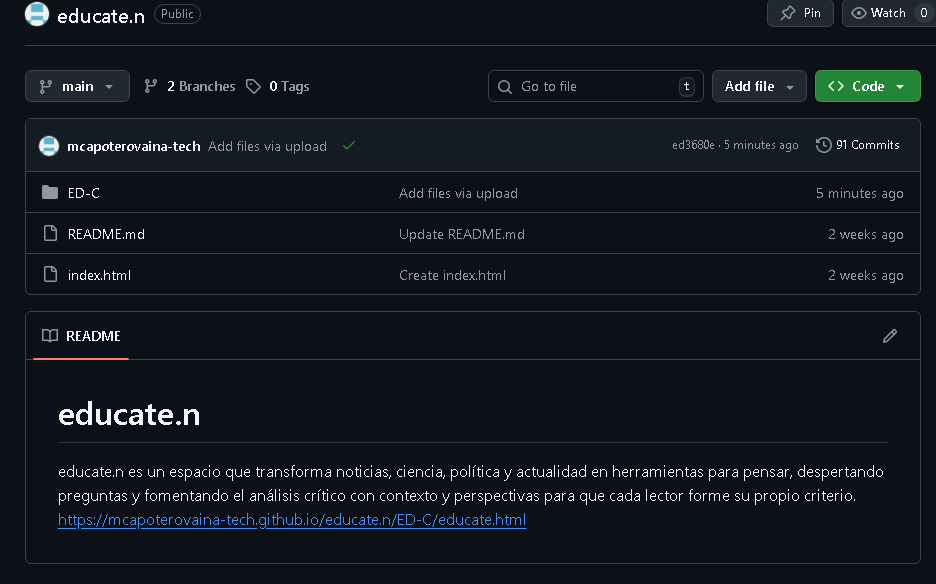 educate.n Public Pin Watch 0
main 2 Branches 0 Tags Go to file t Add file Code
mcapoterovaina-tech Add files via upload ed3680e · 5 minutes ago 91 Commits
ED-C Add files via upload 5 minutes ago
README.md Update README.md 2 weeks ago
index.html Create index.html 2 weeks ago
README
educate.n
educate.n es un espacio que transforma noticias, ciencia, política y actualidad en herramientas para pensar, despertando
preguntas y fomentando el análisis crítico con contexto y perspectivas para que cada lector forme su propio criterio.
https://mcapoterovaina-tech.github.io/educate.n/ED-C/educate.html